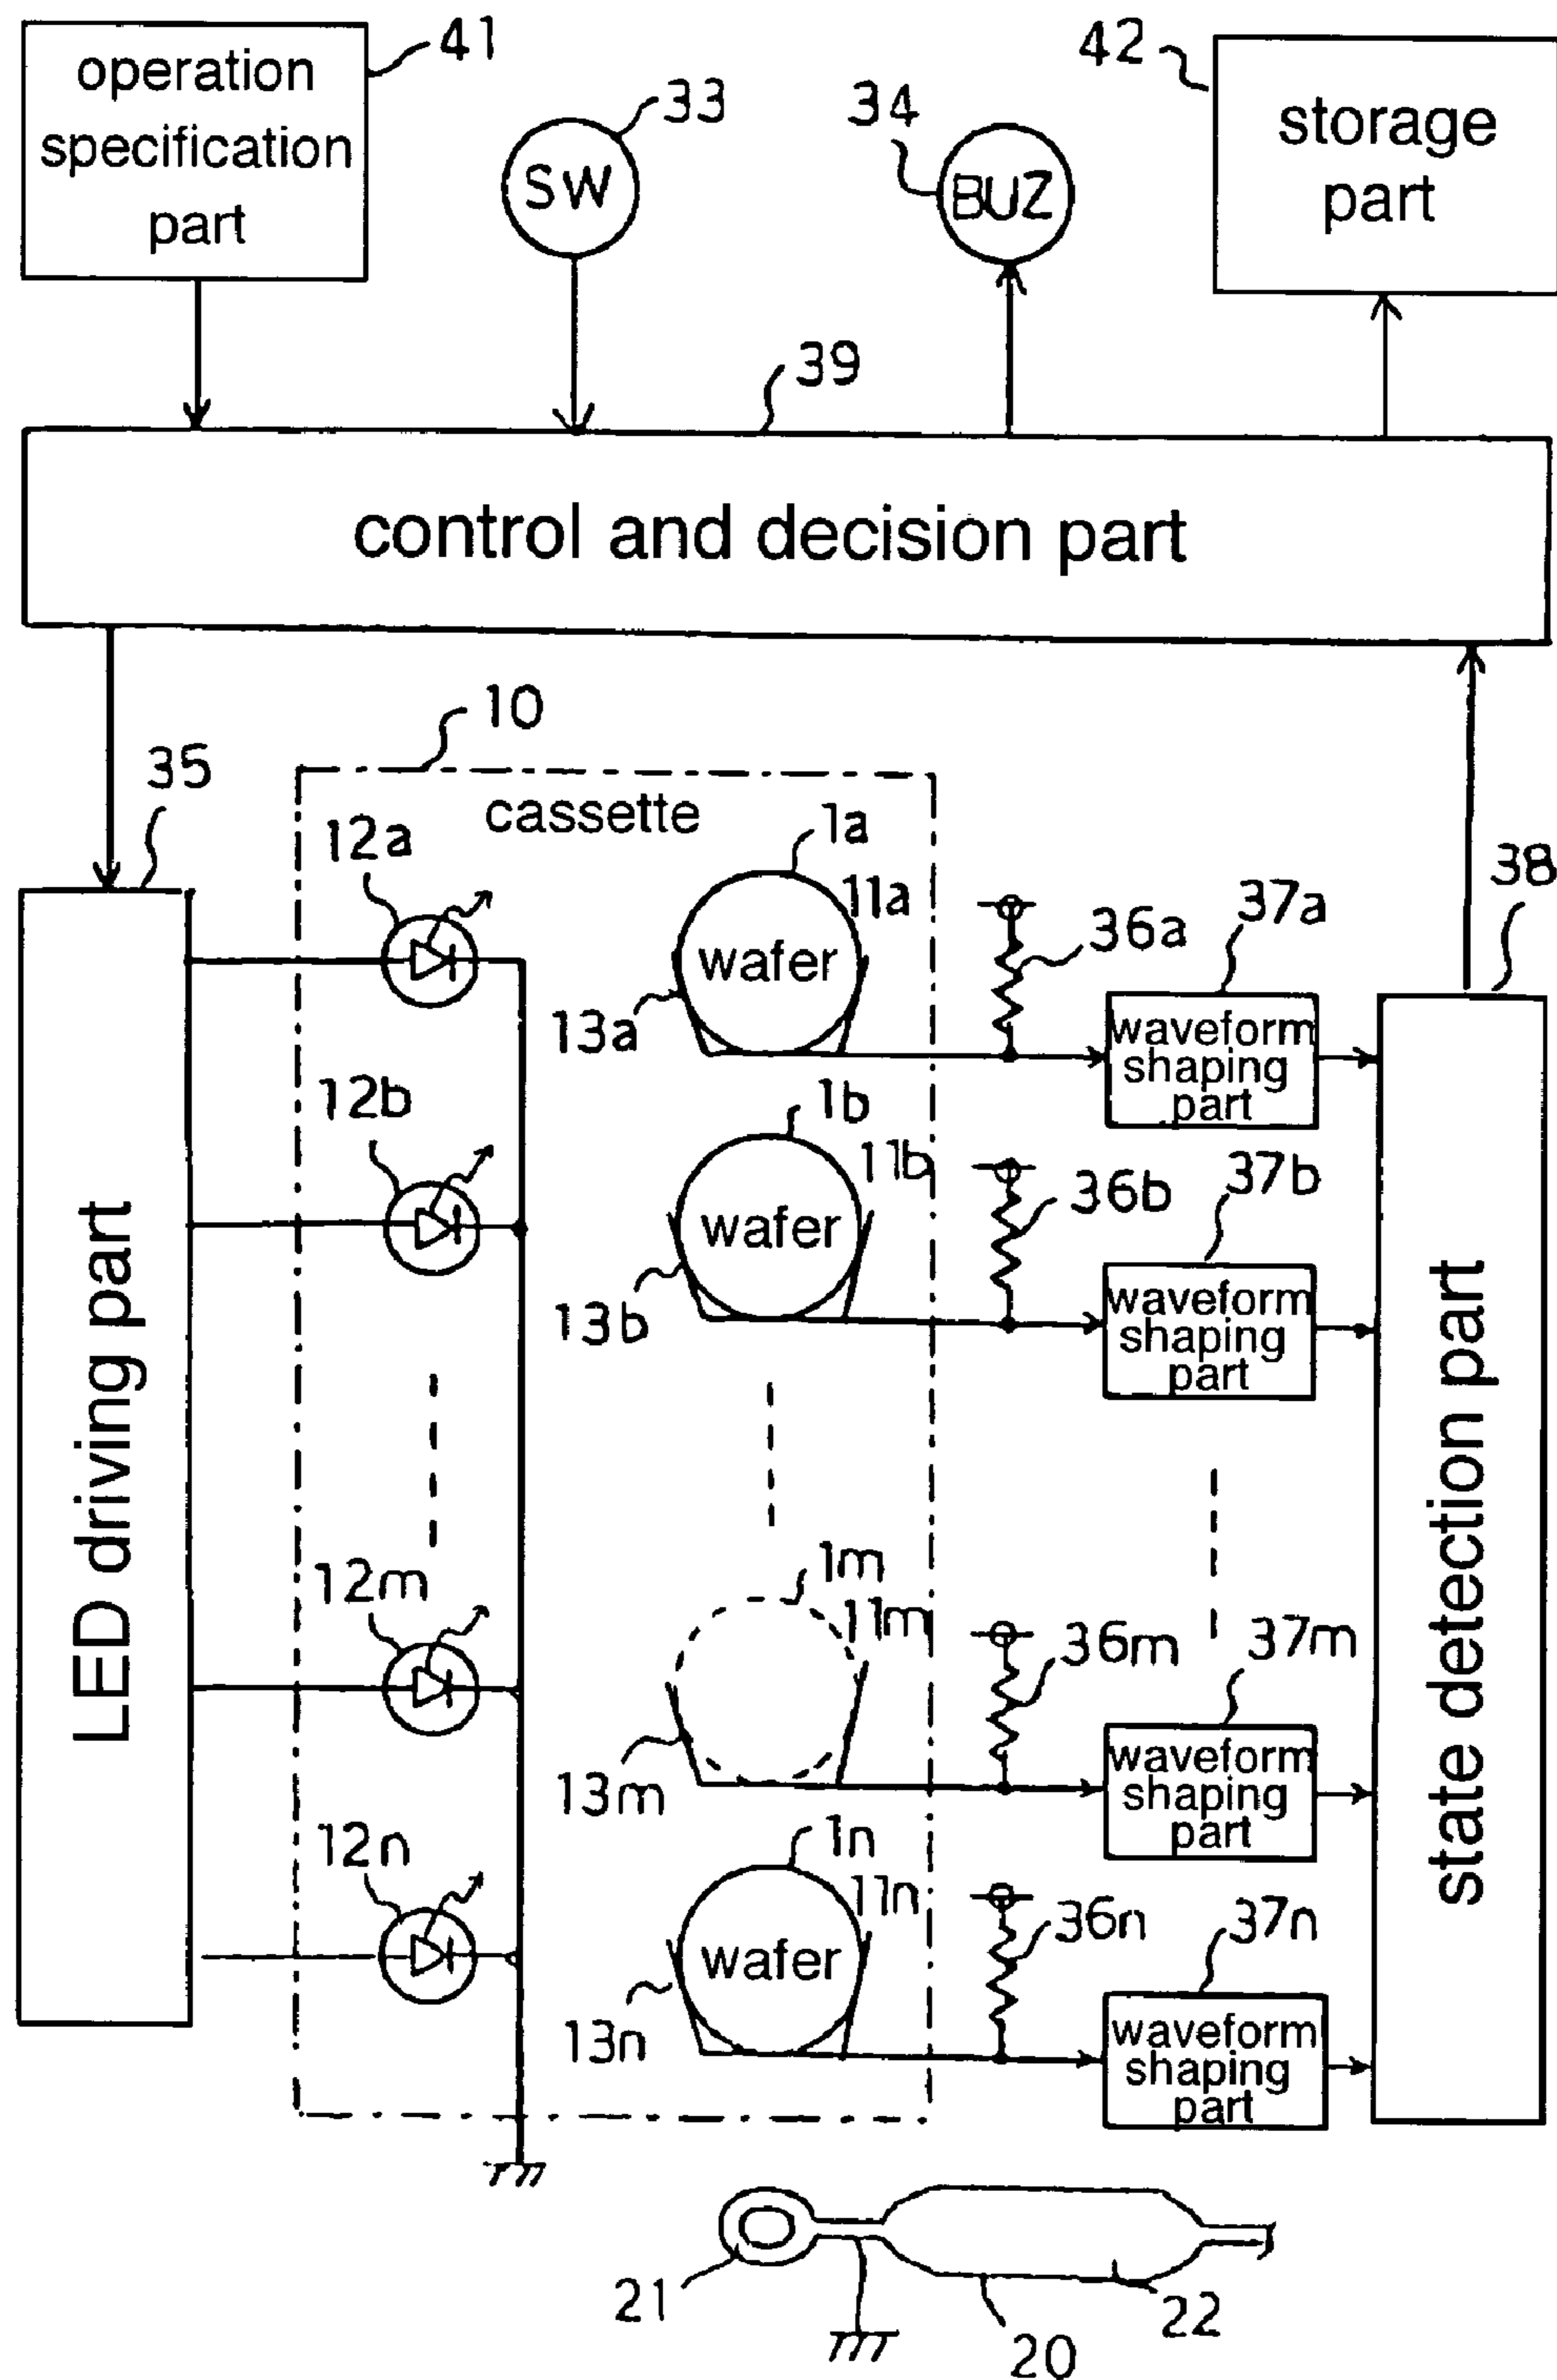 operation
specification
part
41
SW
33
34
BUZ
42
storage
part
39
control and decision part
35
10
cassette
12a
1a
11a
wafer
13a
36a
37a
waveform
shaping
part
38
12b
1b
11b
wafer
13b
36b
37b
waveform
shaping
part
LED driving part
state detection part
12m
1m
11m
13m
36m
37m
waveform
shaping
part
12n
1n
11n
wafer
13n
36n
37n
waveform
shaping
part
21
20
22